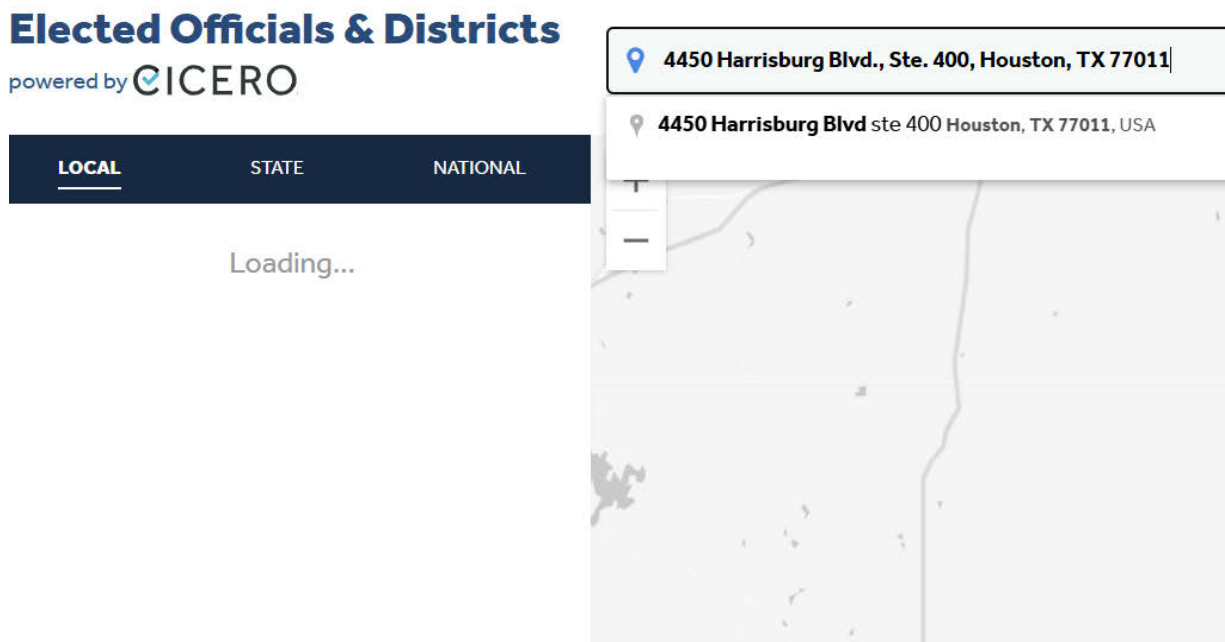 Elected Officials & Districts
powered by CICERO
4450 Harrisburg Blvd., Ste. 400, Houston, TX 77011
4450 Harrisburg Blvd ste 400 Houston, TX 77011, USA
LOCAL STATE NATIONAL
+
−
Loading...